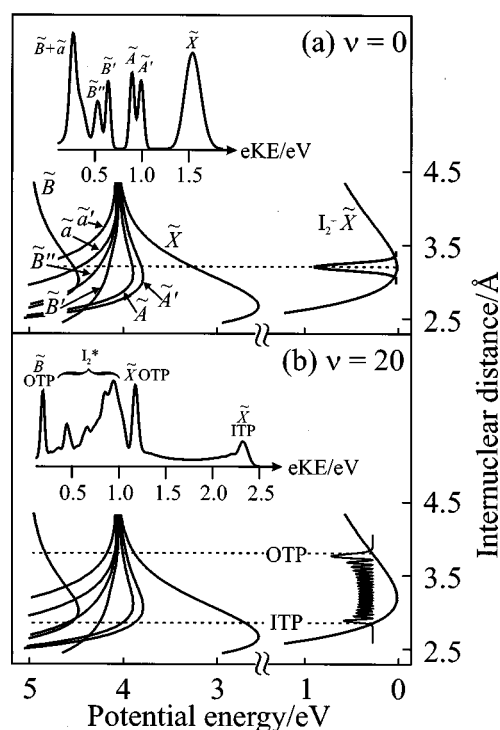 (a) ν = 0
B̃+ã
B̃''
B̃'
Ã
Ã'
X̃
eKE/eV
0.5 1.0 1.5
B̃
ã'
ã
B̃''
B̃'
Ã
Ã'
X̃
I₂⁻ X̃
4.5
3.5
2.5
(b) ν = 20
B̃
OTP
I₂*
X̃ OTP
X̃
ITP
eKE/eV
0.5 1.0 1.5 2.0 2.5
OTP
ITP
4.5
3.5
2.5
5 4 3 2 1 0
Potential energy/eV
Internuclear distance/Å